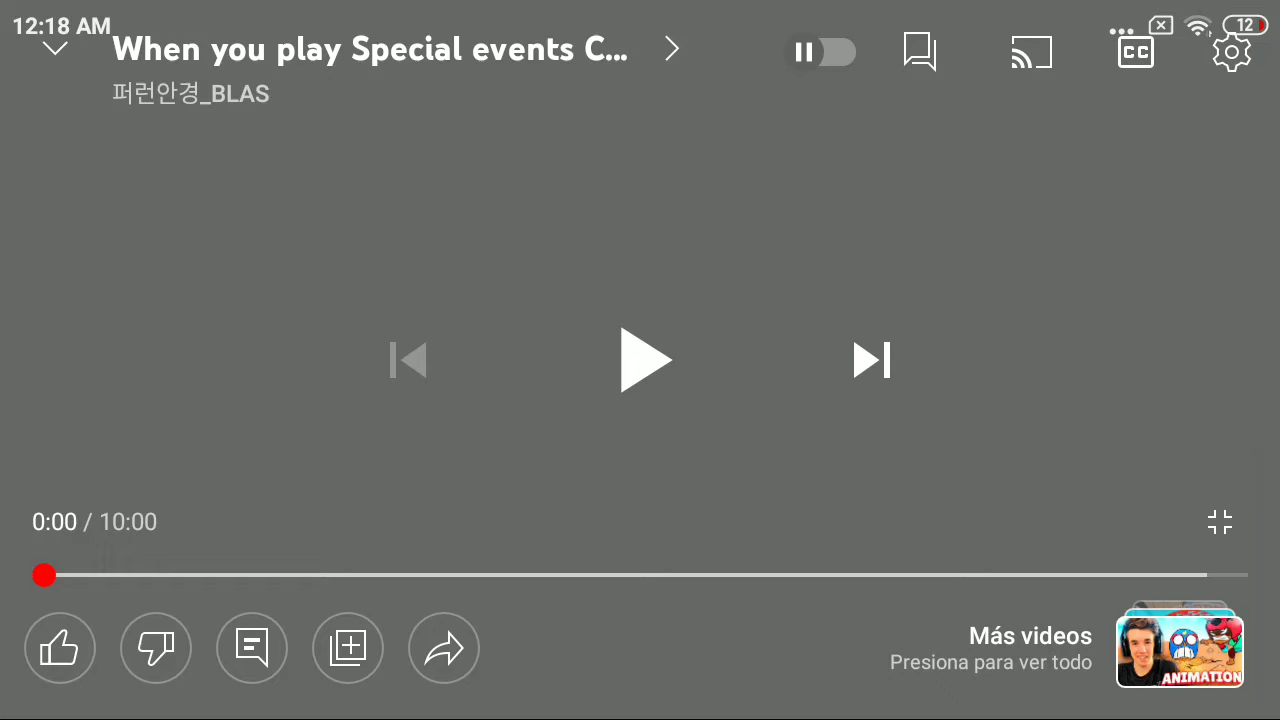 12:18 AM
12
When you play Special events C...
CC
퍼런안경_BLAS
0:00 / 10:00
Más videos
Presiona para ver todo
ANIMATION